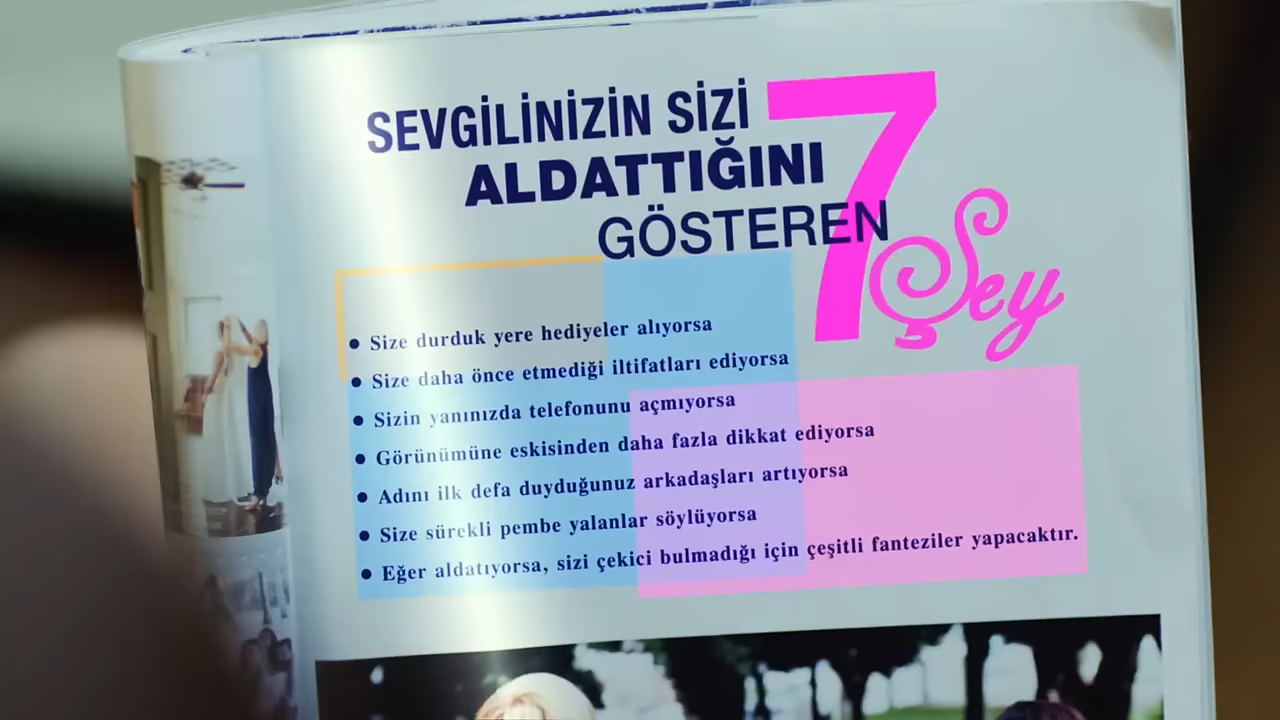 SEVGİLİNİZİN SİZİ
ALDATTIĞINI
GÖSTEREN
7 Şey
• Size durduk yere hediyeler alıyorsa
• Size daha önce etmediği iltifatları ediyorsa
• Sizin yanınızda telefonunu açmıyorsa
• Görünümüne eskisinden daha fazla dikkat ediyorsa
• Adını ilk defa duyduğunuz arkadaşları artıyorsa
• Size sürekli pembe yalanlar söylüyorsa
• Eğer aldatıyorsa, sizi çekici bulmadığı için çeşitli fanteziler yapacaktır.